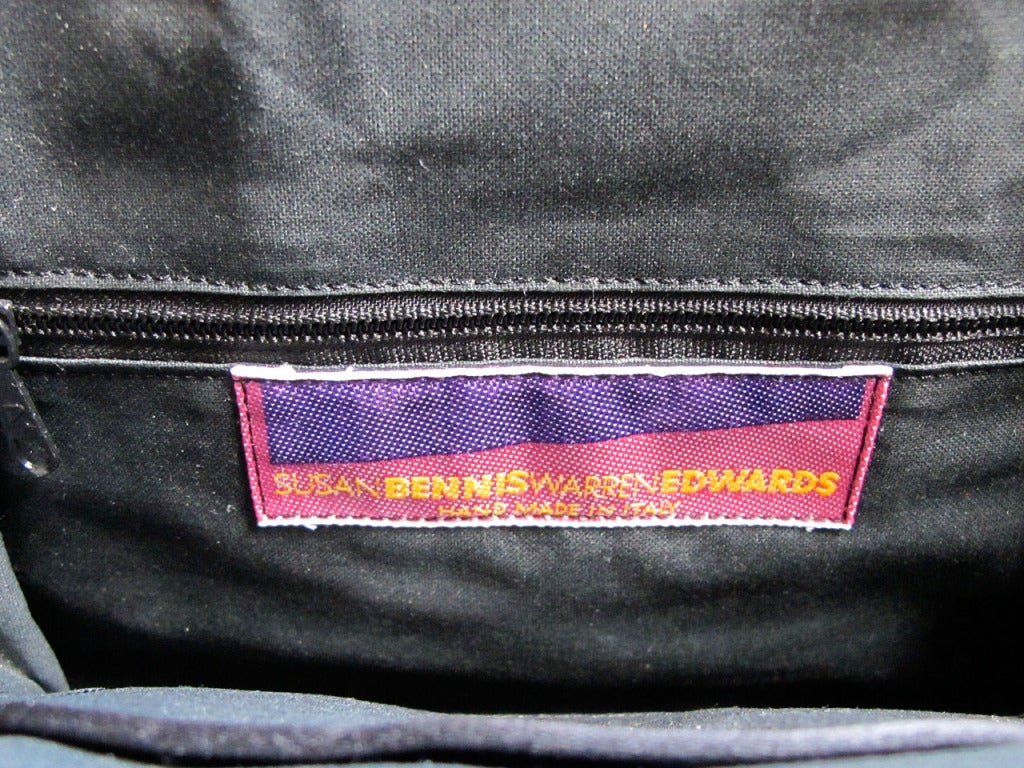 SUSAN BENNIS WARREN EDWARDS
HAND MADE IN ITALY